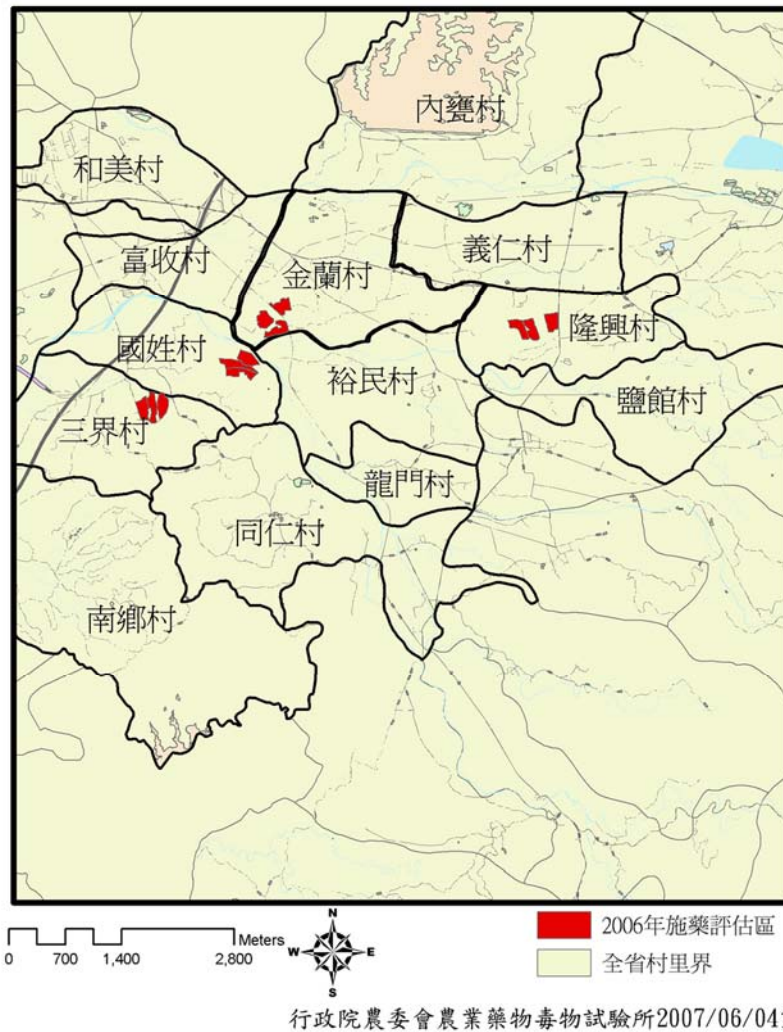 內甕村
和美村
富收村
金蘭村
義仁村
國姓村
隆興村
裕民村
鹽館村
三界村
龍門村
同仁村
南鄉村
0 700 1,400 2,800 Meters
N
W E
S
2006年施藥評估區
全省村里界
行政院農委會農業藥物毒物試驗所2007/06/04